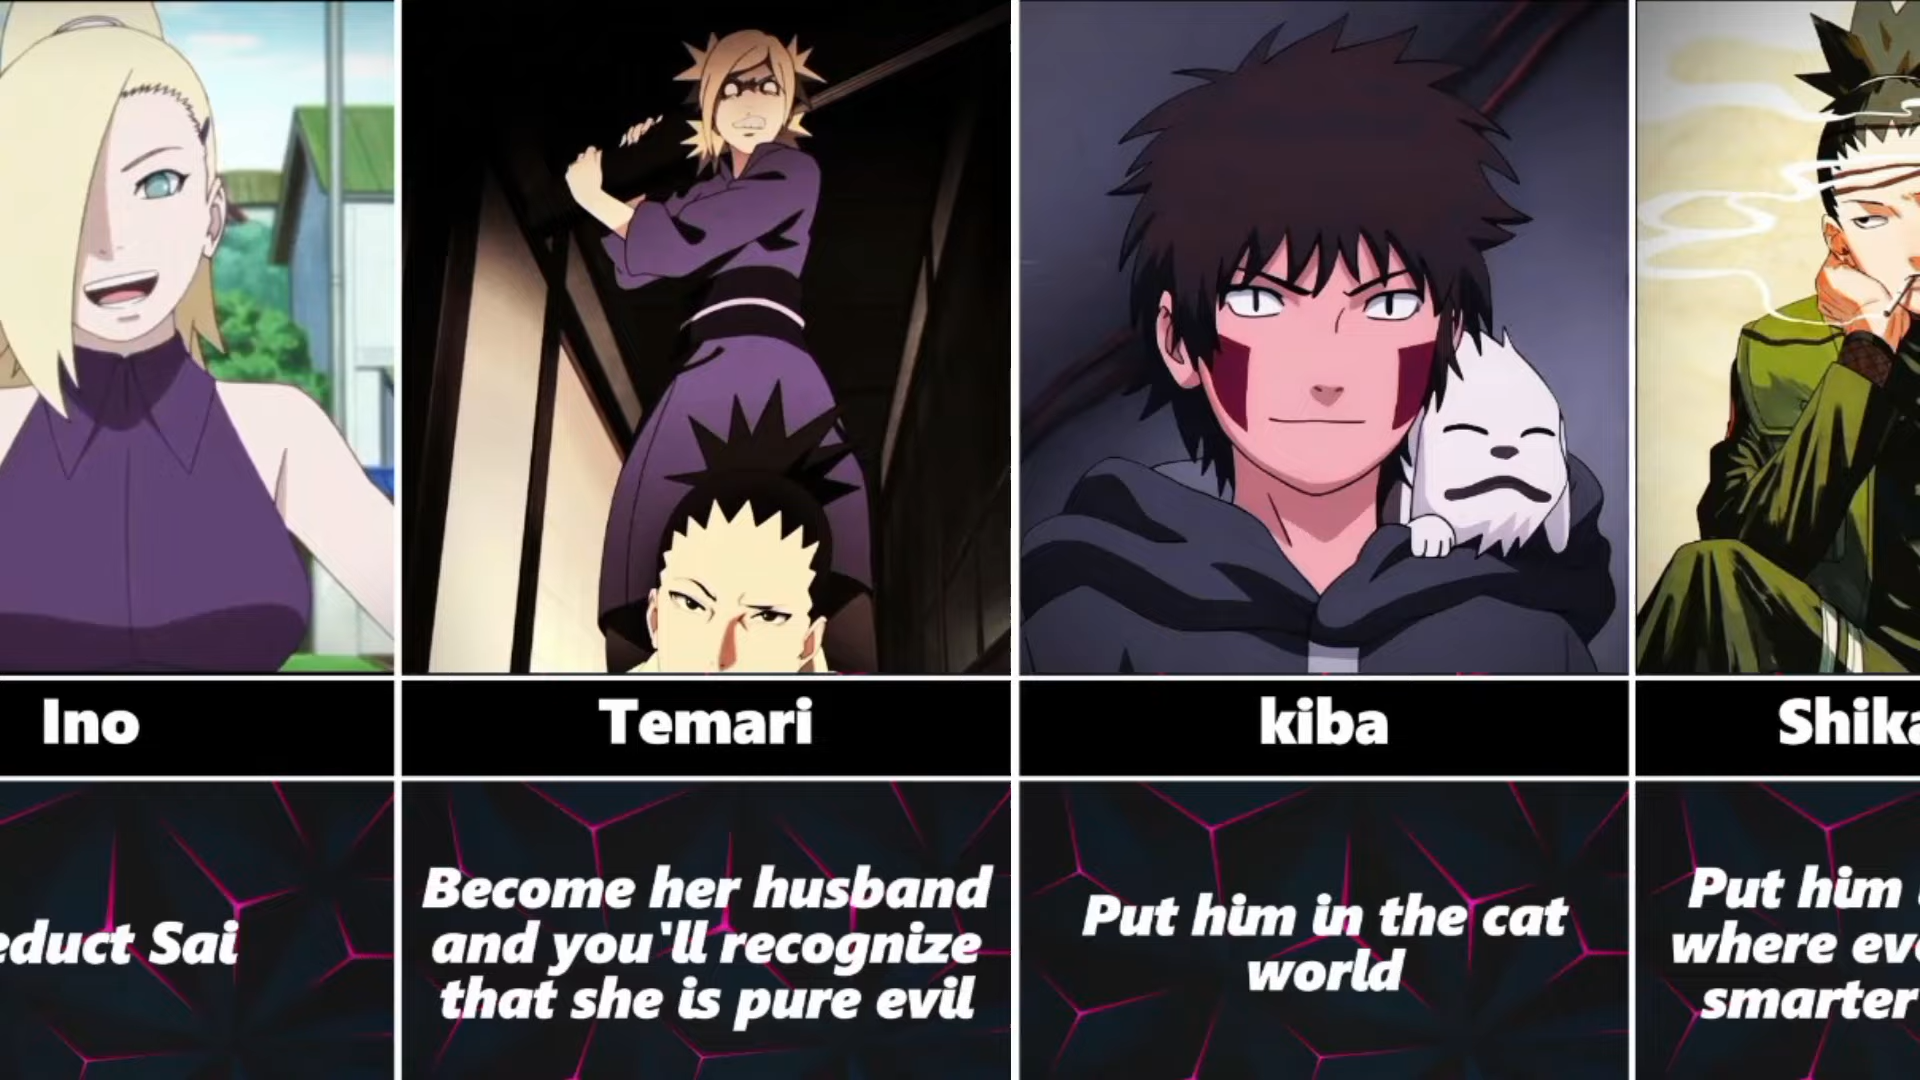 Ino
Temari
kiba
Shika
educt Sai
Become her husband
and you'll recognize
that she is pure evil
Put him in the cat
world
Put him
where eve
smarter